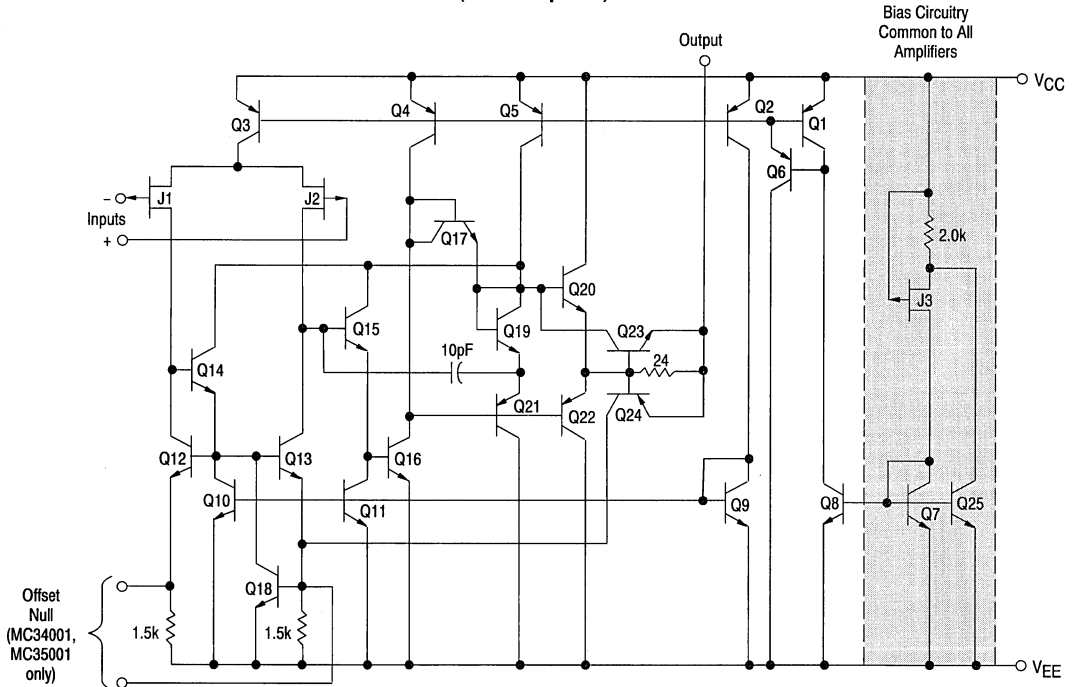 Bias Circuitry
Common to All
Amplifiers
Output
VCC
Q3
Q4
Q5
Q2
Q1
Q6
–
J1
J2
Inputs
+
Q17
2.0k
J3
Q20
Q15
Q19
Q23
10pF
24
Q14
Q21
Q22
Q24
Q12
Q13
Q16
Q10
Q11
Q9
Q8
Q7
Q25
Q18
Offset
Null
(MC34001,
MC35001
only)
1.5k
1.5k
VEE